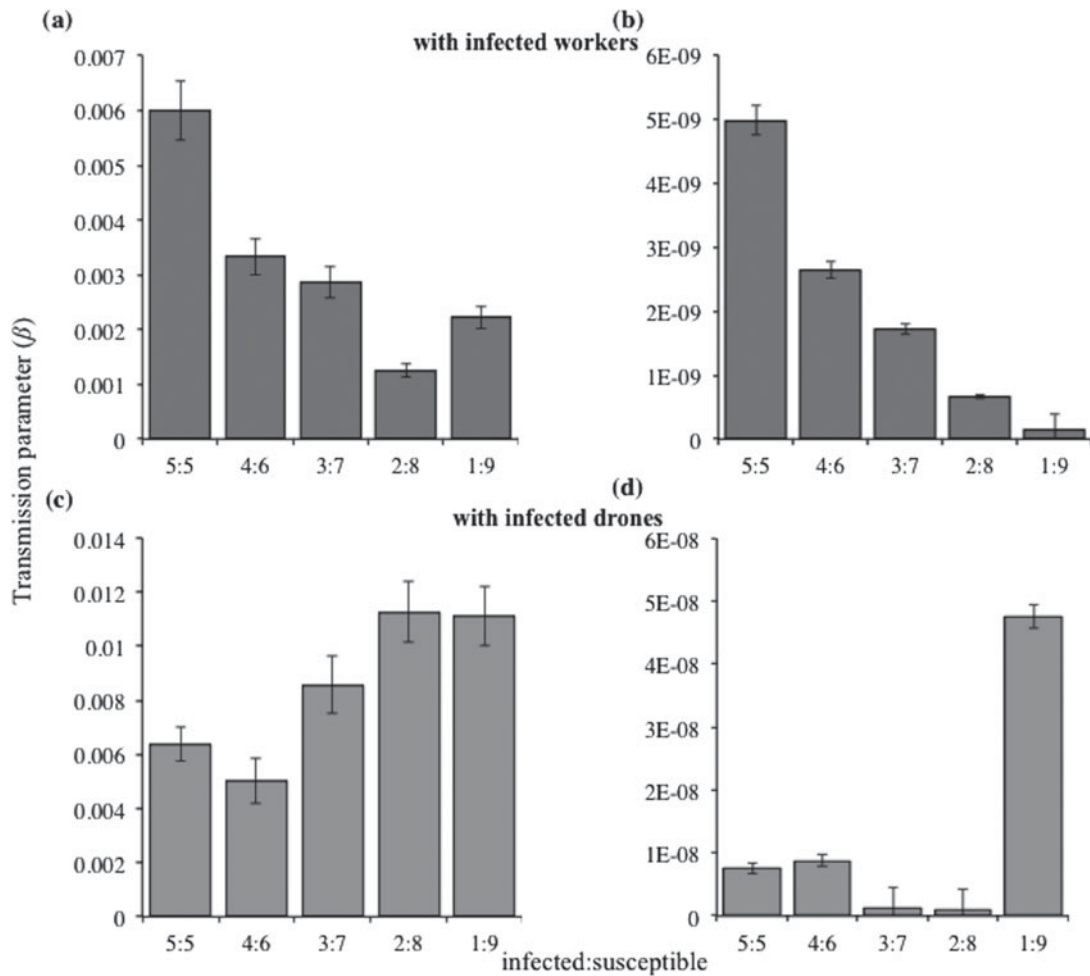 (a)
(b)
with infected workers
0.007
0.006
0.005
0.004
0.003
0.002
0.001
0
5:5 4:6 3:7 2:8 1:9
6E-09
5E-09
4E-09
3E-09
2E-09
1E-09
0
5:5 4:6 3:7 2:8 1:9
Transmission parameter (β)
(c)
(d)
with infected drones
0.014
0.012
0.01
0.008
0.006
0.004
0.002
0
5:5 4:6 3:7 2:8 1:9
6E-08
5E-08
4E-08
3E-08
2E-08
1E-08
0
5:5 4:6 3:7 2:8 1:9
infected:susceptible